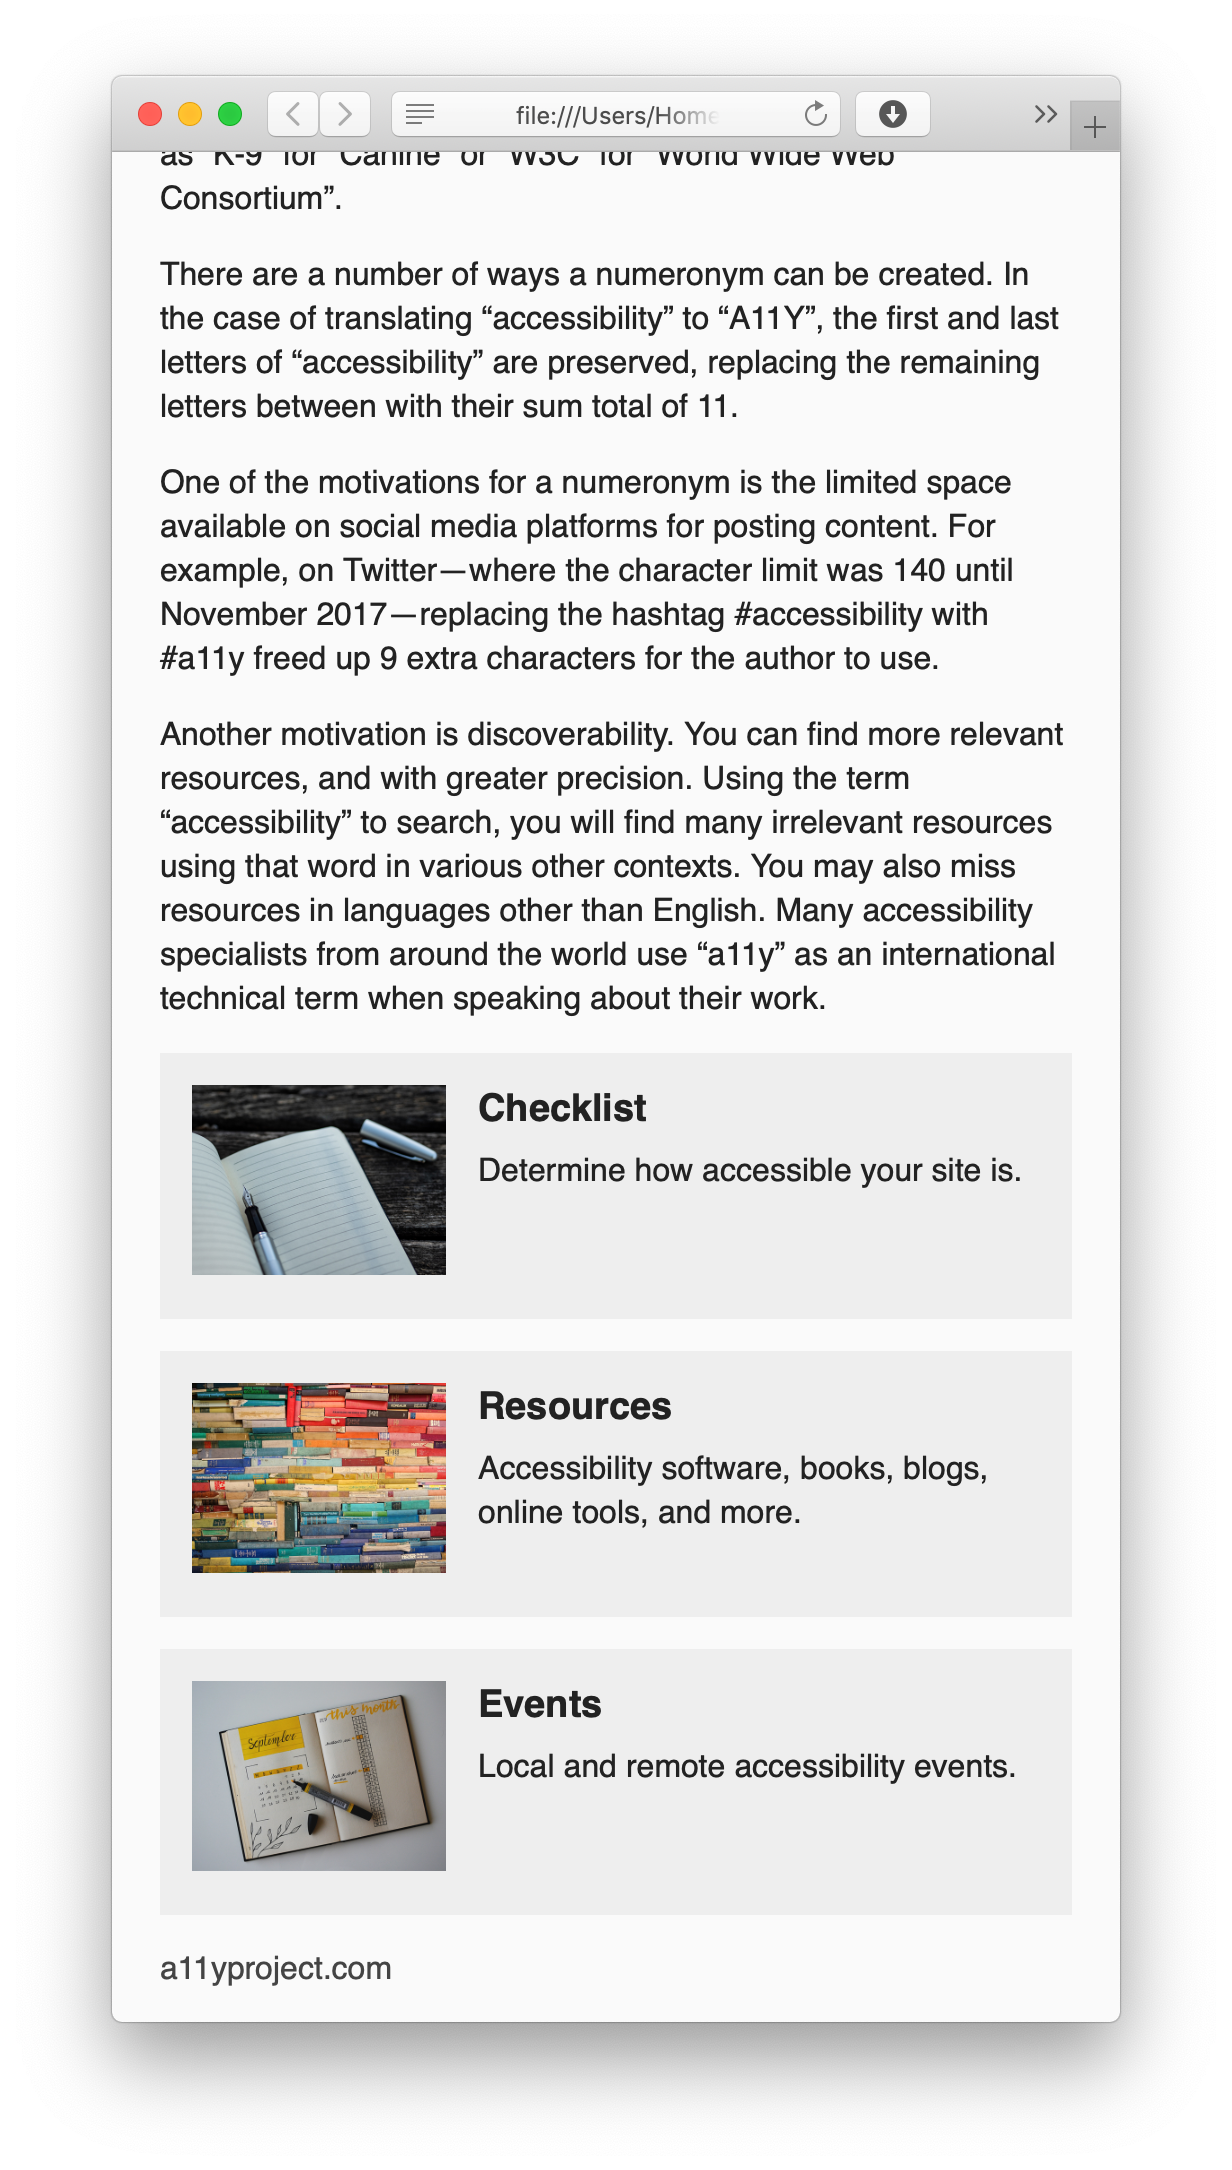 file:///Users/Home
as “K-9” for “Canine” or “W3C” for “World Wide Web
Consortium”.
There are a number of ways a numeronym can be created. In
the case of translating “accessibility” to “A11Y”, the first and last
letters of “accessibility” are preserved, replacing the remaining
letters between with their sum total of 11.
One of the motivations for a numeronym is the limited space
available on social media platforms for posting content. For
example, on Twitter—where the character limit was 140 until
November 2017—replacing the hashtag #accessibility with
#a11y freed up 9 extra characters for the author to use.
Another motivation is discoverability. You can find more relevant
resources, and with greater precision. Using the term
“accessibility” to search, you will find many irrelevant resources
using that word in various other contexts. You may also miss
resources in languages other than English. Many accessibility
specialists from around the world use “a11y” as an international
technical term when speaking about their work.
Checklist
Determine how accessible your site is.
Resources
Accessibility software, books, blogs,
online tools, and more.
this month
September
Events
Local and remote accessibility events.
a11yproject.com